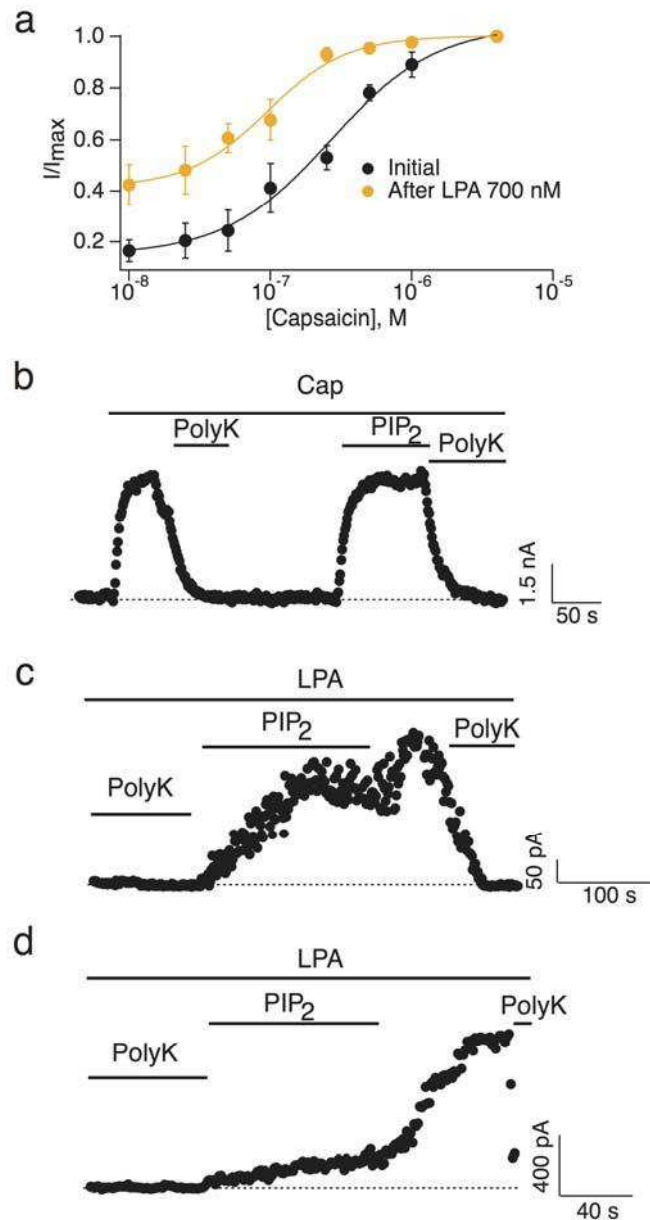 a
1.0
0.8
0.6
0.4
0.2
I/Imax
Initial
After LPA 700 nM
10-8
10-7
10-6
10-5
[Capsaicin], M
b
Cap
PolyK
PIP2
PolyK
1.5 nA
50 s
c
LPA
PIP2
PolyK
PolyK
50 pA
100 s
d
LPA
PIP2
PolyK
PolyK
400 pA
40 s